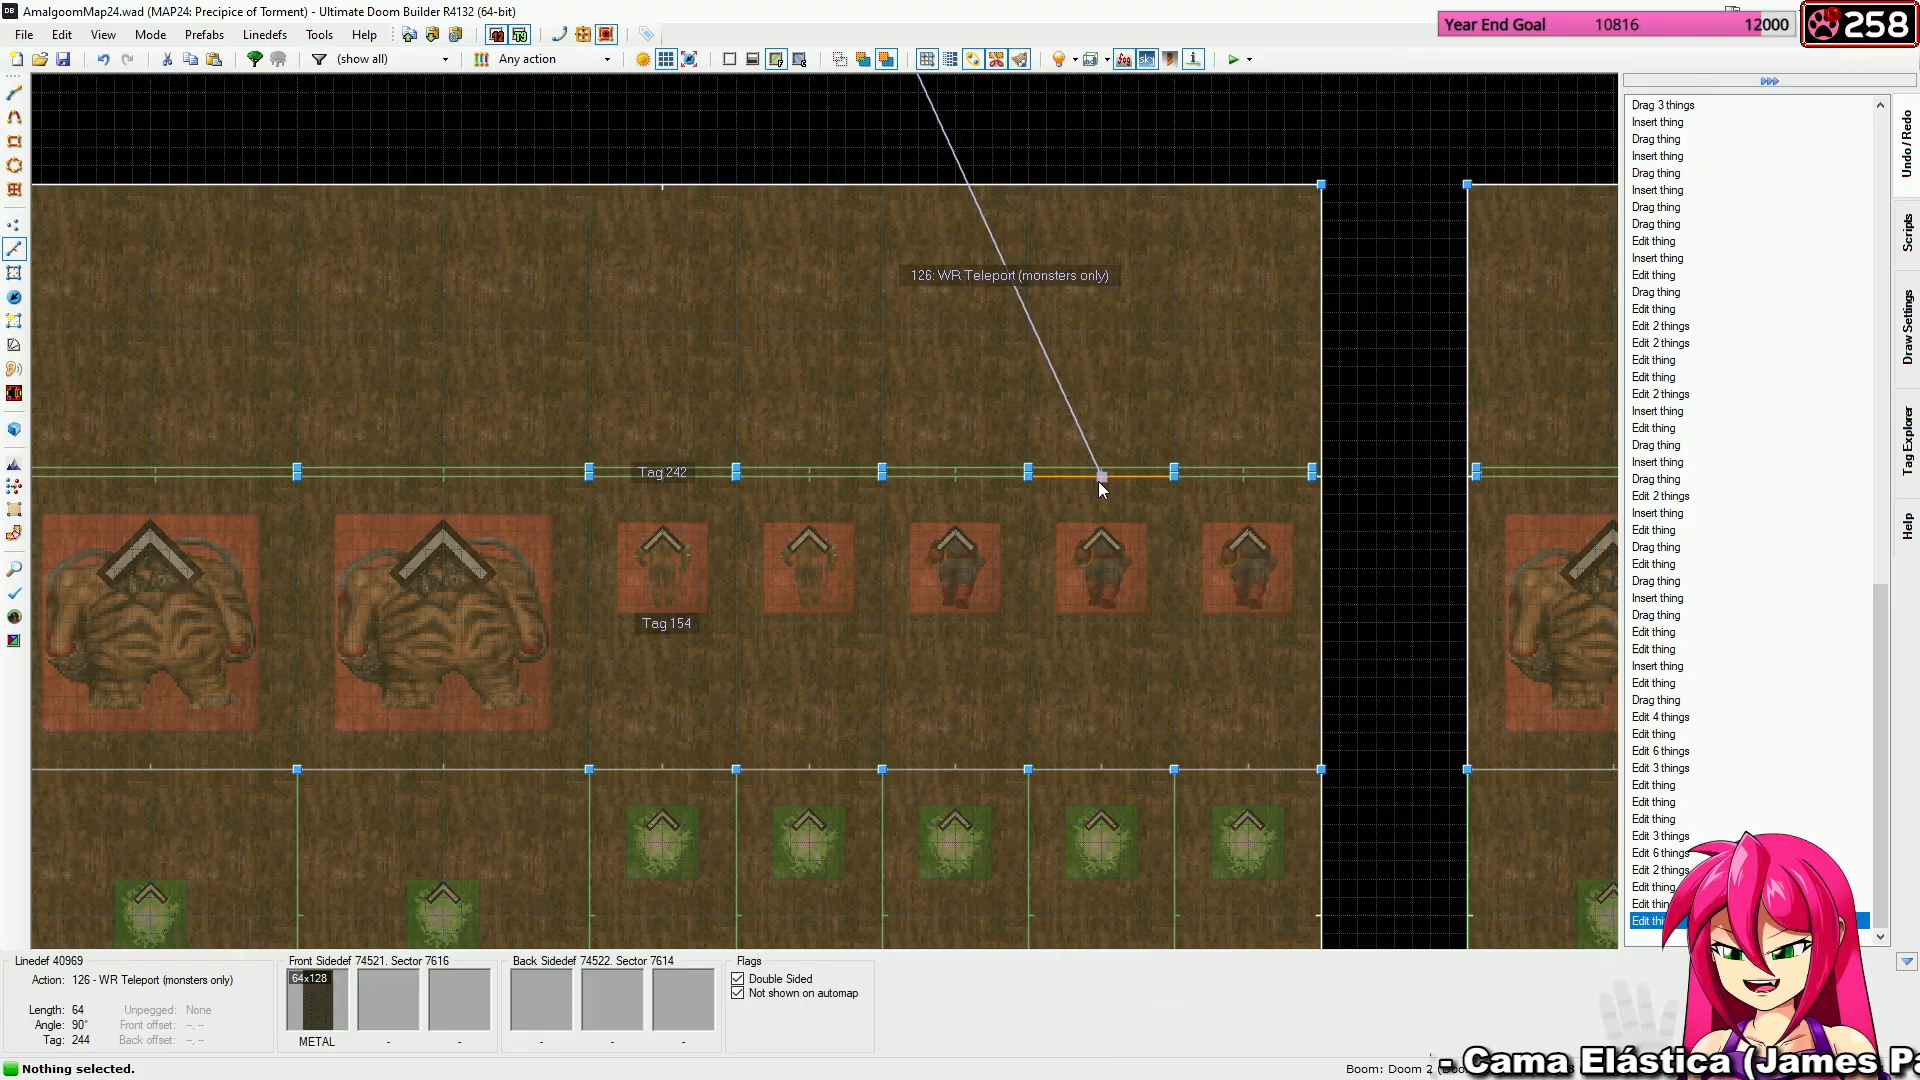 AmalgoomMap24.wad (MAP24: Precipice of Torment) - Ultimate Doom Builder R4132 (64-bit)
Year End Goal 10816 12000
258
File Edit View Mode Prefabs Linedefs Tools Help
(show all) Any action
Drag 3 things
Insert thing
Drag thing
Insert thing
Drag thing
Insert thing
Drag thing
Drag thing
Edit thing
Insert thing
Edit thing
Drag thing
Edit thing
Edit 2 things
Edit 2 things
Edit thing
Edit thing
Edit 2 things
Insert thing
Edit thing
Drag thing
Insert thing
Drag thing
Edit 2 things
Insert thing
Edit thing
Drag thing
Edit thing
Drag thing
Insert thing
Drag thing
Edit thing
Edit thing
Insert thing
Edit thing
Drag thing
Edit 4 things
Edit thing
Edit 6 things
Edit 3 things
Edit thing
Edit thing
Edit thing
Edit 3 things
Edit 6 things
Edit 2 things
Edit thing
Edit thin
Edit thi
Undo / Redo
Scripts
Draw Settings
Tag Explorer
Help
126: WR Teleport (monsters only)
Tag 242
Tag 154
Linedef 40969
Action: 126 - WR Teleport (monsters only)
Length: 64 Unpegged: None
Angle: 90° Front offset: --, --
Tag: 244 Back offset: --, --
Front Sidedef 74521. Sector 7616
64x128
METAL - -
Back Sidedef 74522. Sector 7614
- - -
Flags
Double Sided
Not shown on automap
Nothing selected.
Boom: Doom 2
- Cama Elástica (James Pa